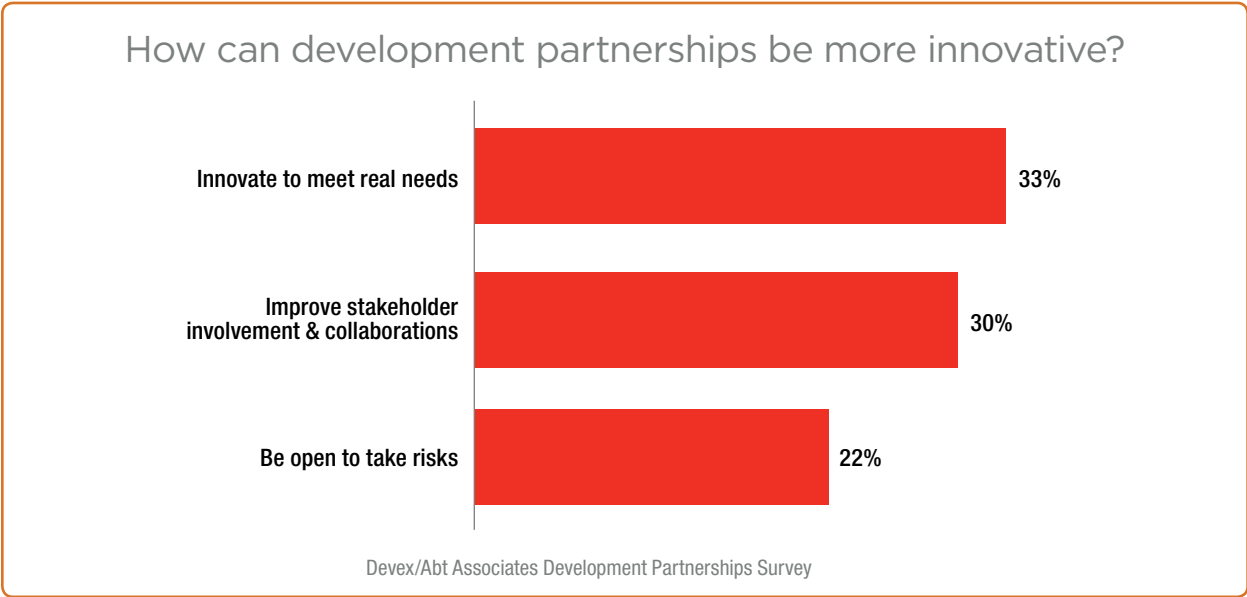 How can development partnerships be more innovative?
Innovate to meet real needs
33%
Improve stakeholder
involvement & collaborations
30%
Be open to take risks
22%
Devex/Abt Associates Development Partnerships Survey